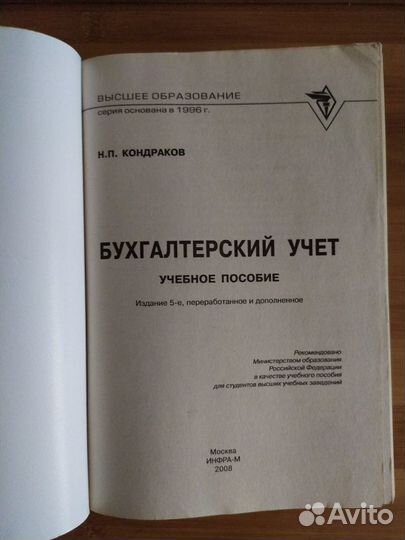 ВЫСШЕЕ ОБРАЗОВАНИЕ
серия основана в 1996 г.
Н.П. КОНДРАКОВ
БУХГАЛТЕРСКИЙ УЧЕТ
УЧЕБНОЕ ПОСОБИЕ
Издание 5-е, переработанное и дополненное
Рекомендовано
Министерством образования
Российской Федерации
в качестве учебного пособия
для студентов высших учебных заведений
Москва
ИНФРА-М
2008
Avito